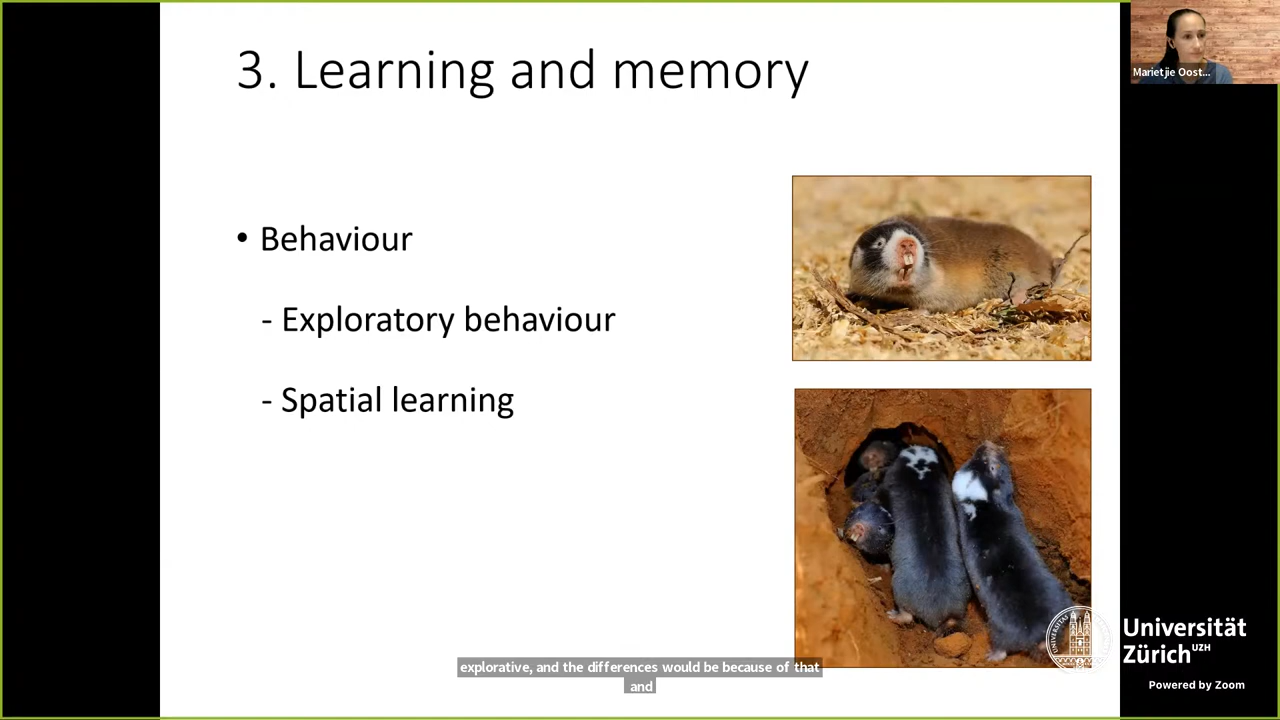 3. Learning and memory
Marietjie Oost...
• Behaviour
- Exploratory behaviour
- Spatial learning
Universität
Zürich UZH
Powered by Zoom
explorative, and the differences would be because of that
and